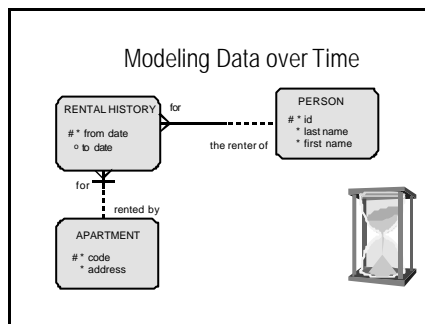 Modeling Data over Time
RENTAL HISTORY
# * from date
o to date
for
the renter of
PERSON
# * id
* last name
* first name
for
rented by
APARTMENT
# * code
* address